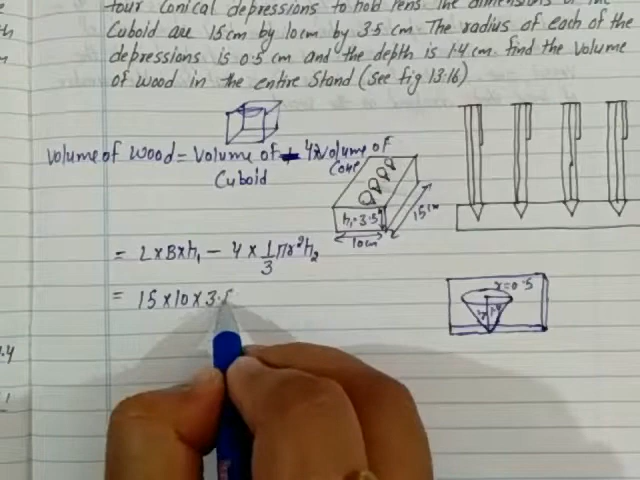 four Conical depressions to hold Pens The dimensions of the
Cuboid are 15cm by 10cm by 3.5 cm. The radius of each of the
depressions is 0.5 cm and the depth is 1.4 cm. find the volume
of wood in the entire Stand (see fig 13.16)
Volume of Wood = Volume of - 4x Volume of
Cuboid Cone
h₁=3.5
10cm
15cm
= L x B x h₁ - 4 x 1/3 πr²h₂
= 15 x 10 x 3.5
r=0.5